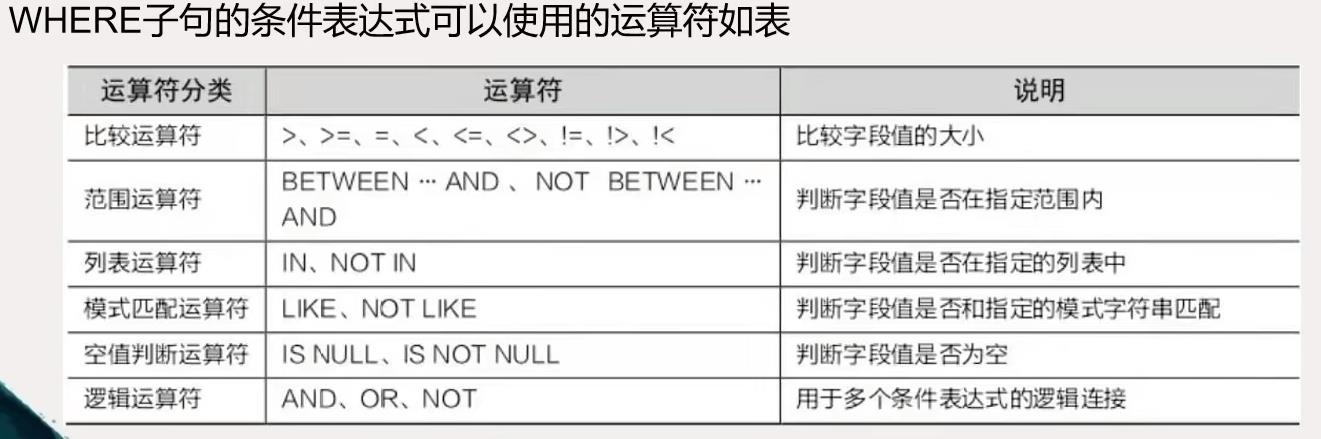 WHERE子句的条件表达式可以使用的运算符如表
运算符分类 运算符 说明
比较运算符 >、>=、=、<、<=、<>、!=、!>、!< 比较字段值的大小
范围运算符 BETWEEN … AND 、 NOT BETWEEN … AND 判断字段值是否在指定范围内
列表运算符 IN、NOT IN 判断字段值是否在指定的列表中
模式匹配运算符 LIKE、NOT LIKE 判断字段值是否和指定的模式字符串匹配
空值判断运算符 IS NULL、IS NOT NULL 判断字段值是否为空
逻辑运算符 AND、OR、NOT 用于多个条件表达式的逻辑连接